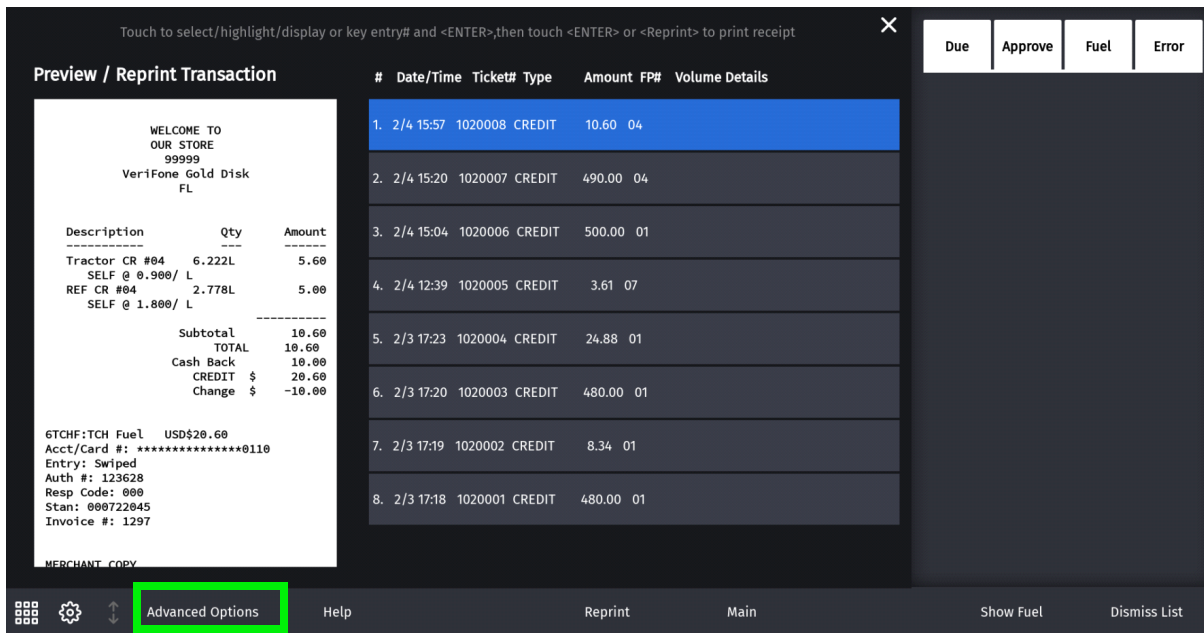 Touch to select/highlight/display or key entry# and <ENTER>,then touch <ENTER> or <Reprint> to print receipt
Due Approve Fuel Error
Preview / Reprint Transaction
# Date/Time Ticket# Type Amount FP# Volume Details
WELCOME TO
OUR STORE
99999
VeriFone Gold Disk
FL
Description Qty Amount
----------- --- ------
Tractor CR #04 6.222L 5.60
SELF @ 0.900/ L
REF CR #04 2.778L 5.00
SELF @ 1.800/ L
----------
Subtotal 10.60
TOTAL 10.60
Cash Back 10.00
CREDIT $ 20.60
Change $ -10.00
6TCHF:TCH Fuel USD$20.60
Acct/Card #: ***************0110
Entry: Swiped
Auth #: 123628
Resp Code: 000
Stan: 000722045
Invoice #: 1297
MERCHANT COPY
1. 2/4 15:57 1020008 CREDIT 10.60 04
2. 2/4 15:20 1020007 CREDIT 490.00 04
3. 2/4 15:04 1020006 CREDIT 500.00 01
4. 2/4 12:39 1020005 CREDIT 3.61 07
5. 2/3 17:23 1020004 CREDIT 24.88 01
6. 2/3 17:20 1020003 CREDIT 480.00 01
7. 2/3 17:19 1020002 CREDIT 8.34 01
8. 2/3 17:18 1020001 CREDIT 480.00 01
Advanced Options Help Reprint Main Show Fuel Dismiss List